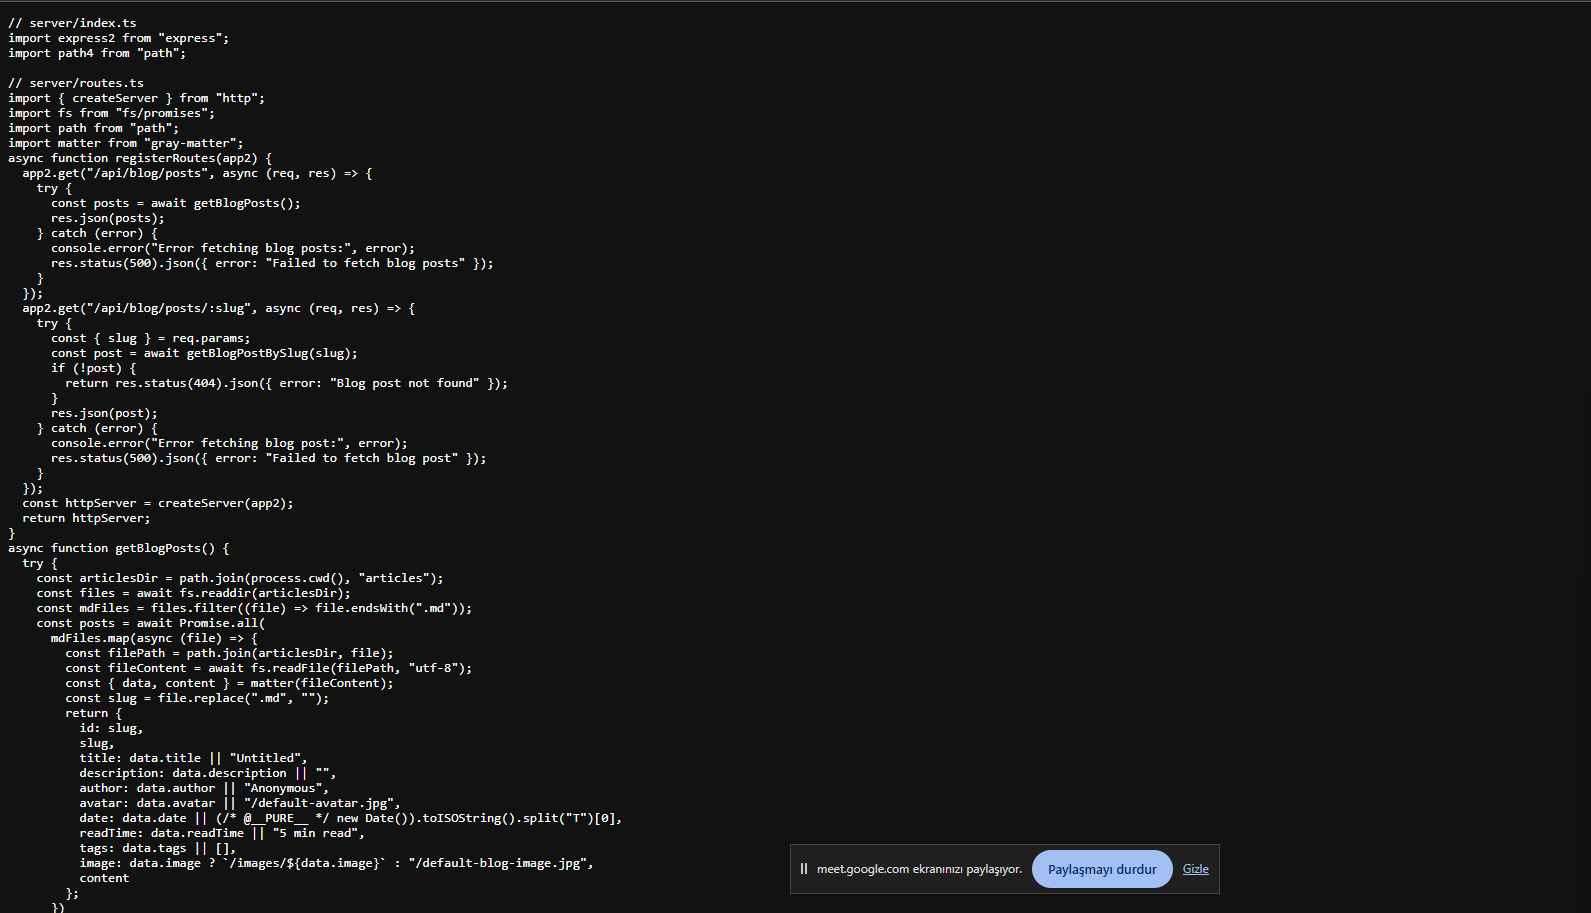 // server/index.ts
import express2 from "express";
import path4 from "path";

// server/routes.ts
import { createServer } from "http";
import fs from "fs/promises";
import path from "path";
import matter from "gray-matter";
async function registerRoutes(app2) {
  app2.get("/api/blog/posts", async (req, res) => {
    try {
      const posts = await getBlogPosts();
      res.json(posts);
    } catch (error) {
      console.error("Error fetching blog posts:", error);
      res.status(500).json({ error: "Failed to fetch blog posts" });
    }
  });
  app2.get("/api/blog/posts/:slug", async (req, res) => {
    try {
      const { slug } = req.params;
      const post = await getBlogPostBySlug(slug);
      if (!post) {
        return res.status(404).json({ error: "Blog post not found" });
      }
      res.json(post);
    } catch (error) {
      console.error("Error fetching blog post:", error);
      res.status(500).json({ error: "Failed to fetch blog post" });
    }
  });
  const httpServer = createServer(app2);
  return httpServer;
}
async function getBlogPosts() {
  try {
    const articlesDir = path.join(process.cwd(), "articles");
    const files = await fs.readdir(articlesDir);
    const mdFiles = files.filter((file) => file.endsWith(".md"));
    const posts = await Promise.all(
      mdFiles.map(async (file) => {
        const filePath = path.join(articlesDir, file);
        const fileContent = await fs.readFile(filePath, "utf-8");
        const { data, content } = matter(fileContent);
        const slug = file.replace(".md", "");
        return {
          id: slug,
          slug,
          title: data.title || "Untitled",
          description: data.description || "",
          author: data.author || "Anonymous",
          avatar: data.avatar || "/default-avatar.jpg",
          date: data.date || (/* @__PURE__ */ new Date()).toISOString().split("T")[0],
          readTime: data.readTime || "5 min read",
          tags: data.tags || [],
          image: data.image ? `/images/${data.image}` : "/default-blog-image.jpg",
          content
        };
      })
meet.google.com ekranınızı paylaşıyor.
Paylaşmayı durdur
Gizle